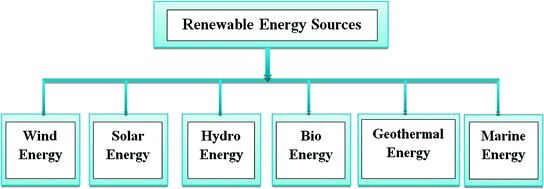 Renewable Energy Sources
Wind
Energy
Solar
Energy
Hydro
Energy
Bio
Energy
Geothermal
Energy
Marine
Energy